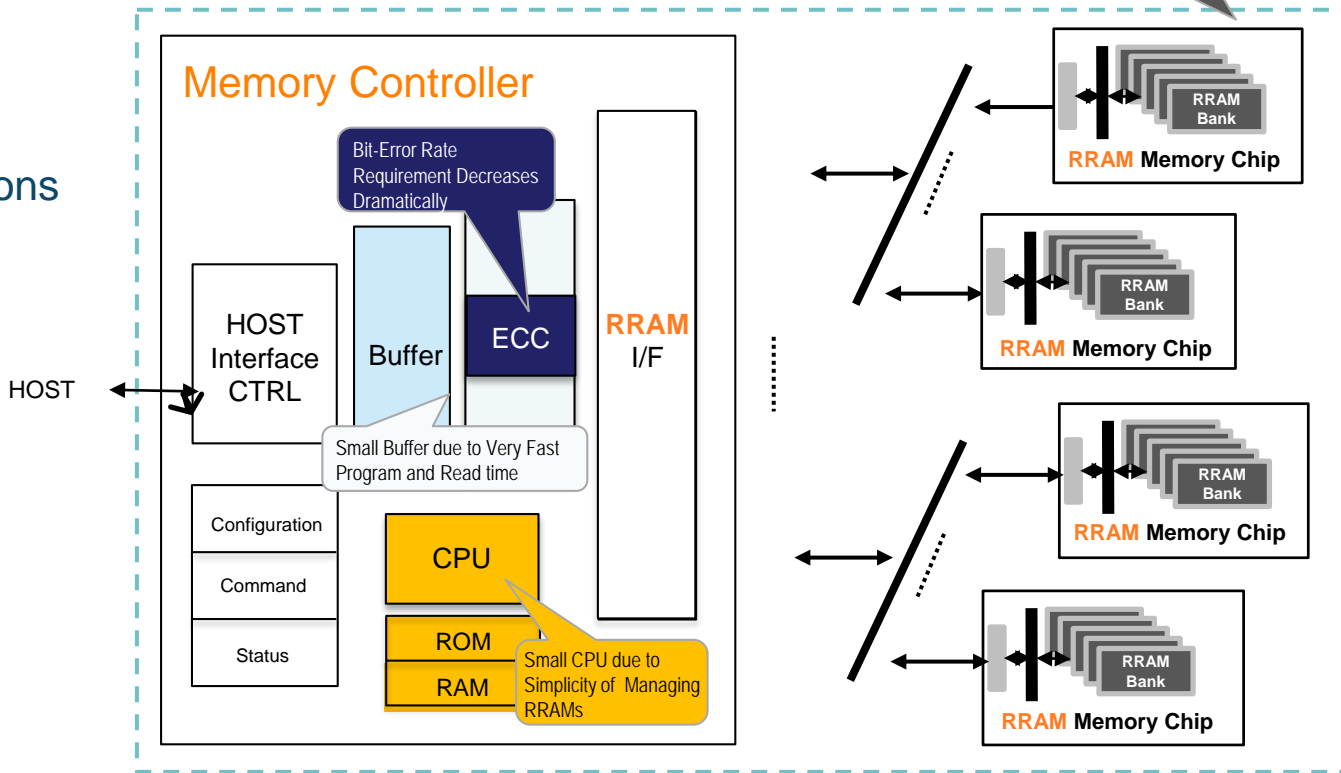 ons
Memory Controller
Bit-Error Rate
Requirement Decreases
Dramatically
HOST
Interface
CTRL
Buffer
ECC
RRAM
I/F
HOST
Small Buffer due to Very Fast
Program and Read time
Configuration
Command
Status
CPU
ROM
RAM
Small CPU due to
Simplicity of Managing
RRAMs
RRAM
Bank
RRAM Memory Chip
RRAM
Bank
RRAM Memory Chip
RRAM
Bank
RRAM Memory Chip
RRAM
Bank
RRAM Memory Chip